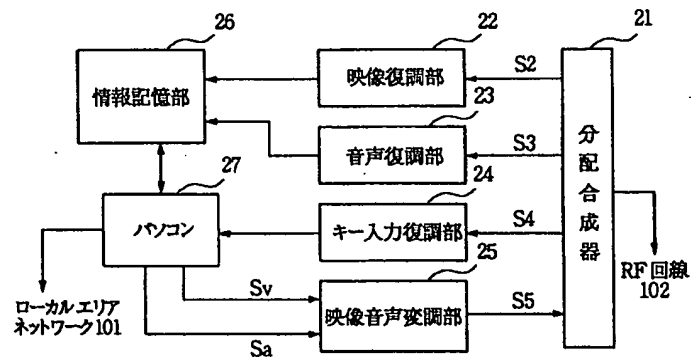 26
22
21
情報記憶部
映像復調部
S2
23
音声復調部
S3
24
分配合成器
27
パソコン
キー入力復調部
S4
25
RF回線
102
ローカルエリア
ネットワーク101
Sv
Sa
映像音声変調部
S5